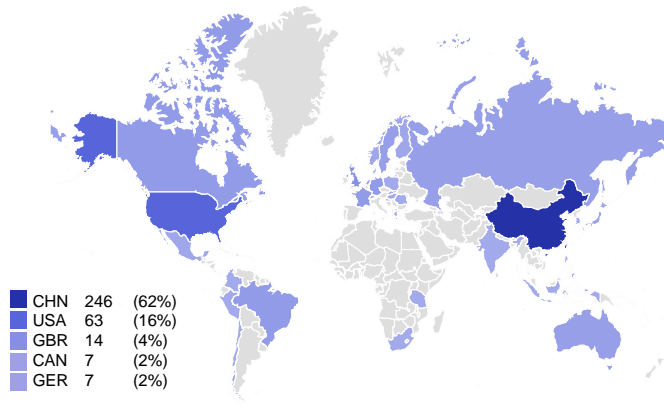 CHN 246 (62%)
USA 63 (16%)
GBR 14 (4%)
CAN 7 (2%)
GER 7 (2%)